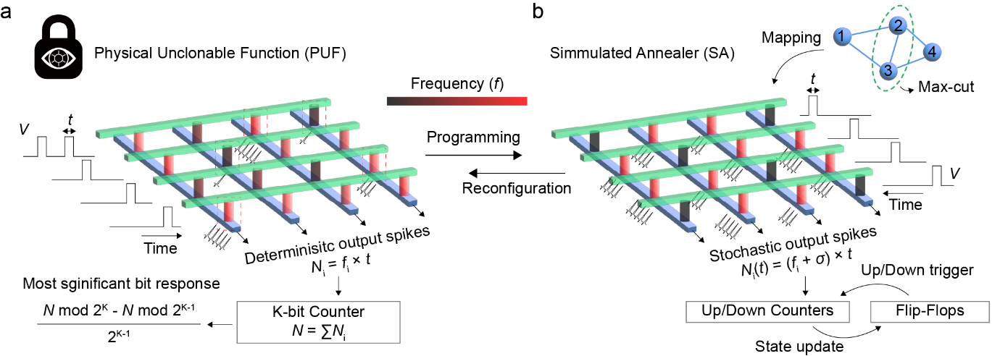 a
Physical Unclonable Function (PUF)
V
t
Time
Determinisitc output spikes
Nᵢ = fᵢ × t
Most sginificant bit response
N mod 2ᴷ - N mod 2ᴷ⁻¹
2ᴷ⁻¹
K-bit Counter
N = ∑Nᵢ
Frequency (f)
Programming
Reconfiguration
b
Simmulated Annealer (SA)
Mapping
1
2
3
4
Max-cut
t
V
Time
Stochastic output spikes
Nᵢ(t) = (fᵢ + σ) × t
Up/Down trigger
Up/Down Counters
Flip-Flops
State update